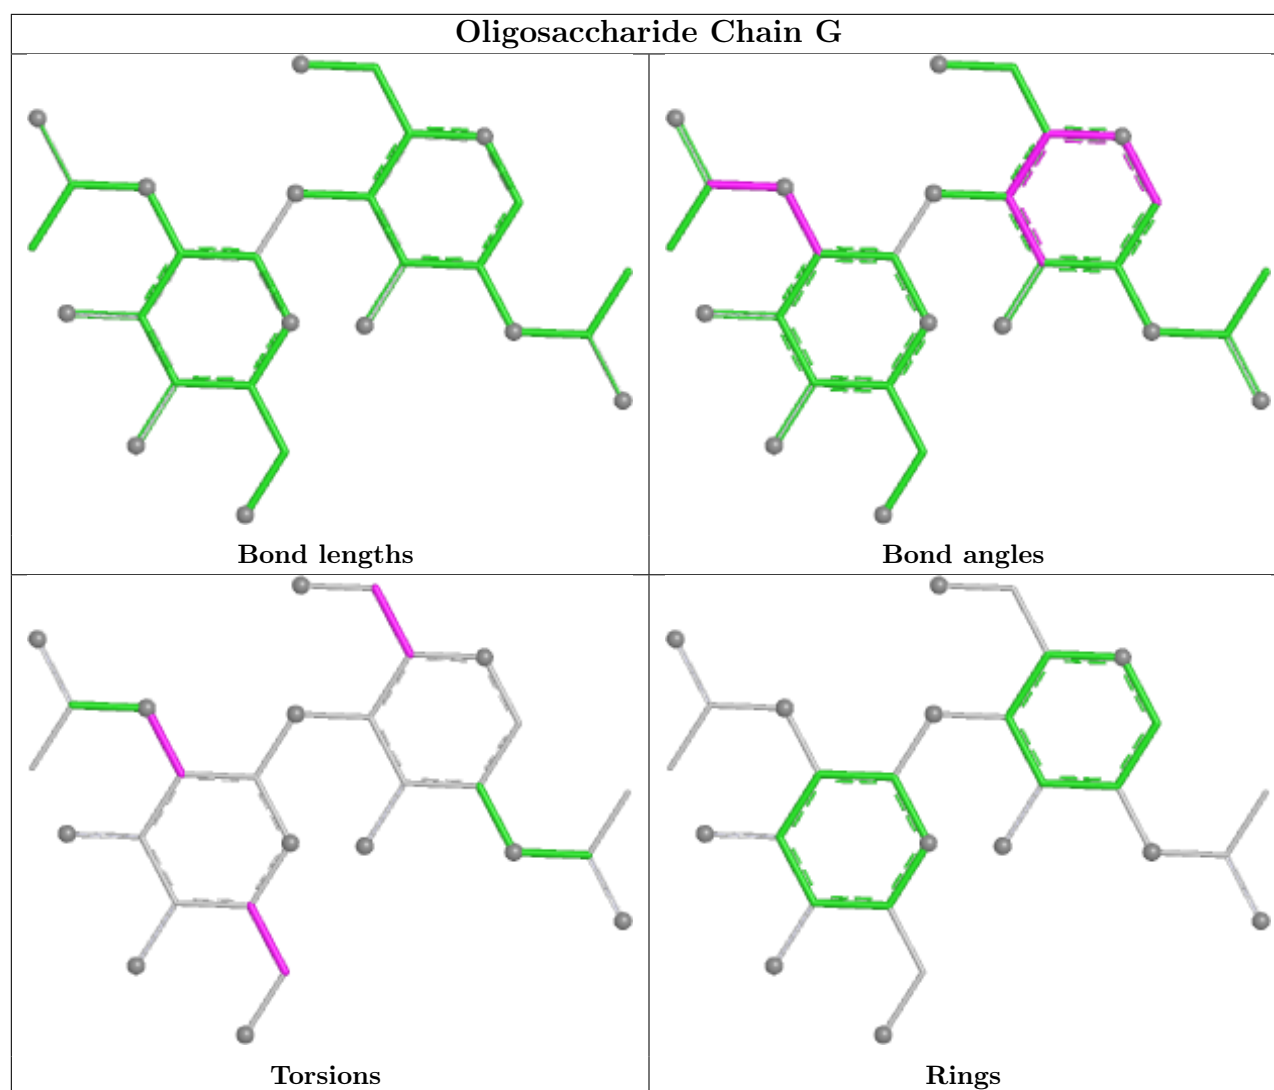 Oligosaccharide Chain G
Bond lengths
Bond angles
Torsions
Rings